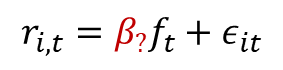 r_{i,t} = β_? f_t + ϵ_{it}